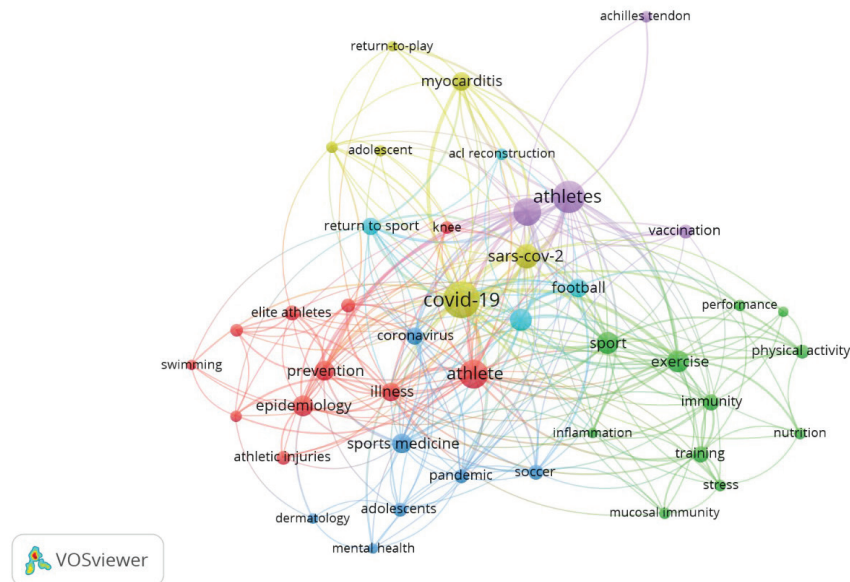 achilles tendon
return-to-play
myocarditis
adolescent
acl reconstruction
athletes
return to sport
knee
vaccination
sars-cov-2
covid-19
football
performance
elite athletes
coronavirus
sport
physical activity
swimming
prevention
athlete
exercise
illness
epidemiology
immunity
inflammation
nutrition
sports medicine
athletic injuries
training
pandemic
soccer
stress
adolescents
mucosal immunity
dermatology
mental health
VOSviewer